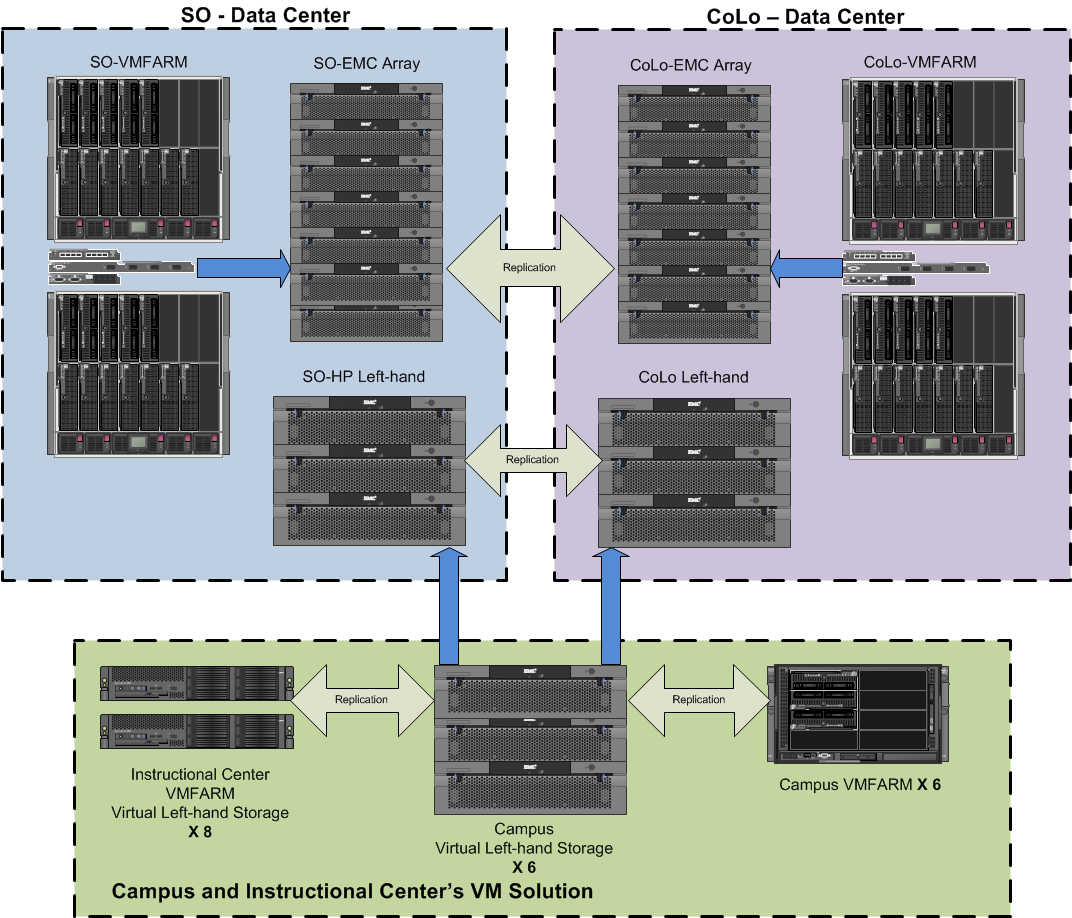 SO - Data Center
CoLo – Data Center
SO-VMFARM
SO-EMC Array
CoLo-EMC Array
CoLo-VMFARM
Replication
SO-HP Left-hand
CoLo Left-hand
Replication
Replication
Replication
Instructional Center
VMFARM
Virtual Left-hand Storage
X 8
Campus
Virtual Left-hand Storage
X 6
Campus VMFARM X 6
Campus and Instructional Center's VM Solution